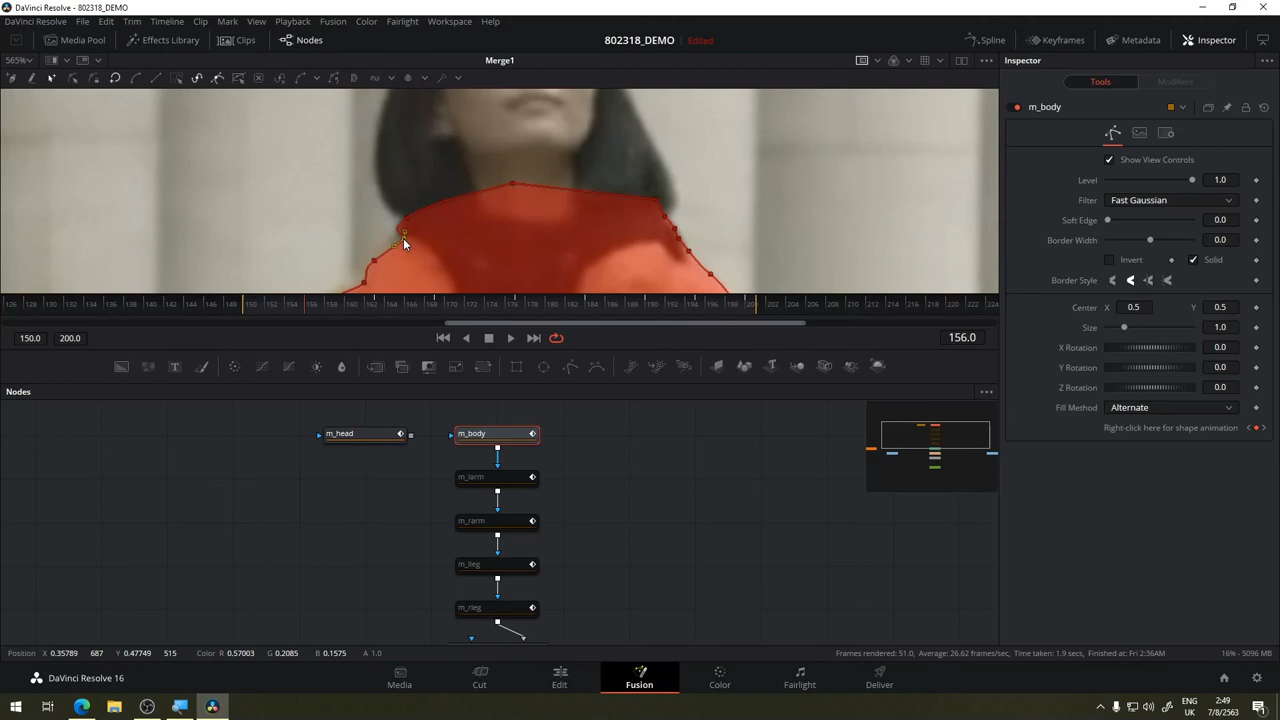 DaVinci Resolve - 802318_DEMO
DaVinci Resolve File Edit Trim Timeline Clip Mark View Playback Fusion Color Fairlight Workspace Help
Media Pool Effects Library Clips Nodes 802318_DEMO Edited Spline Keyframes Metadata Inspector
565% Merge1 Inspector
Tools Modifiers
m_body
Show View Controls
Level 1.0
Filter Fast Gaussian
Soft Edge 0.0
Border Width 0.0
Invert Solid
Border Style
Center X 0.5 Y 0.5
Size 1.0
X Rotation 0.0
Y Rotation 0.0
Z Rotation 0.0
Fill Method Alternate
Right-click here for shape animation
126 128 130 132 134 136 138 140 142 144 146 148 150 152 154 156 158 160 162 164 166 168 170 172 174 176 178 180 182 184 186 188 190 192 194 196 198 200 202 204 206 208 210 212 214 216 218 220 222 224
150.0 200.0 156.0
Nodes
m_head m_body
m_larm
m_rarm
m_lleg
m_rleg
Position X 0.35789 687 Y 0.47749 515 Color R 0.57003 G 0.2085 B 0.1575 A 1.0 Frames rendered: 51.0, Average: 26.62 frames/sec, Time taken: 1.9 secs, Finished at: 2:36AM 16% - 5096 MB
DaVinci Resolve 16 Media Cut Edit Fusion Color Fairlight Deliver
ENG
UK
2:49
7/8/2563